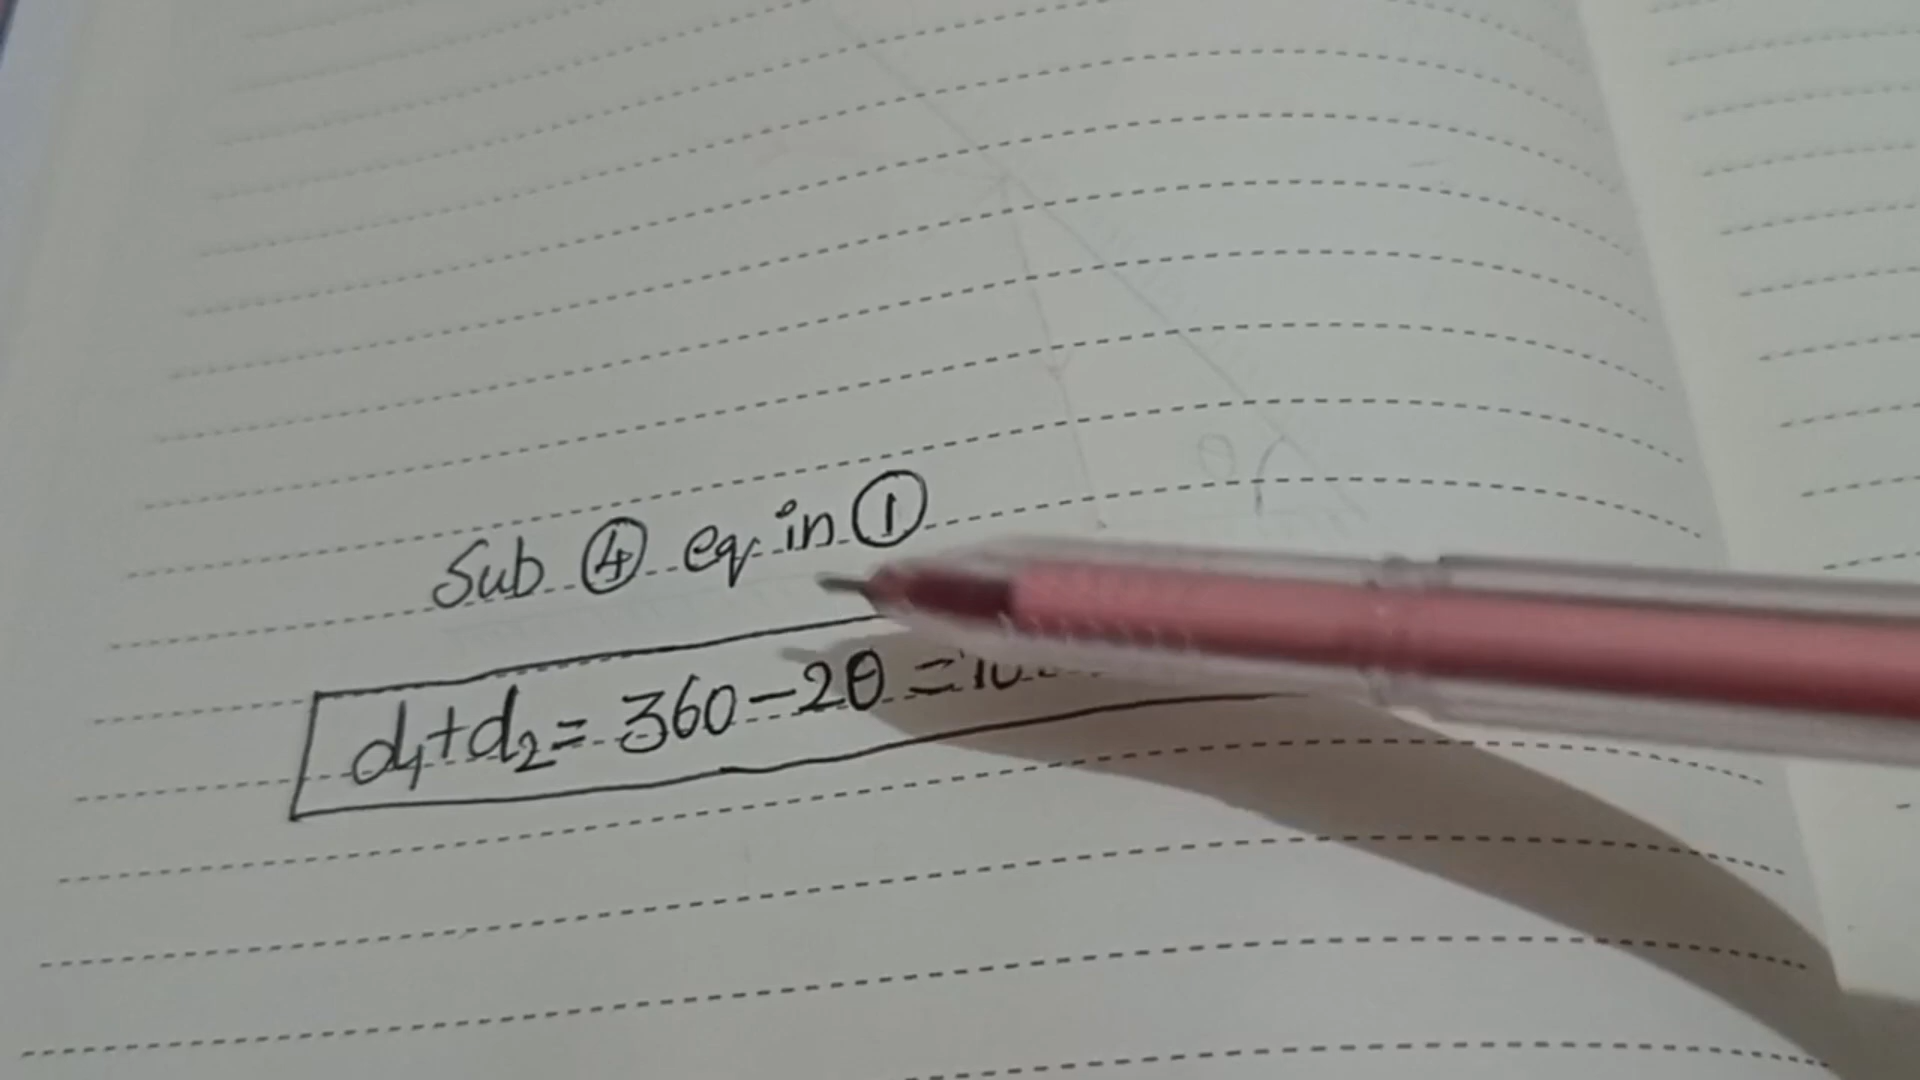 Sub ④ eq in ①
d₁+d₂= 360-2θ =